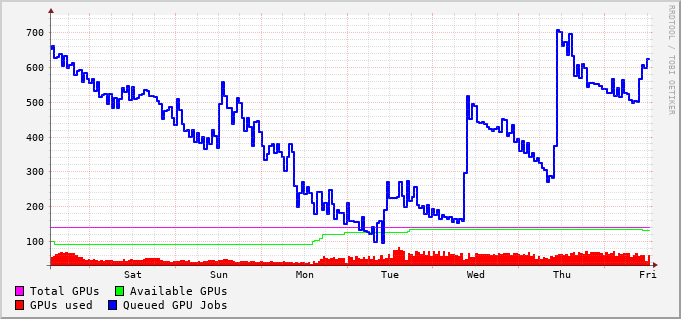 RRDTOOL / TOBI OETIKER
700
600
500
400
300
200
100
Sat Sun Mon Tue Wed Thu Fri
Total GPUs Available GPUs
GPUs used Queued GPU Jobs